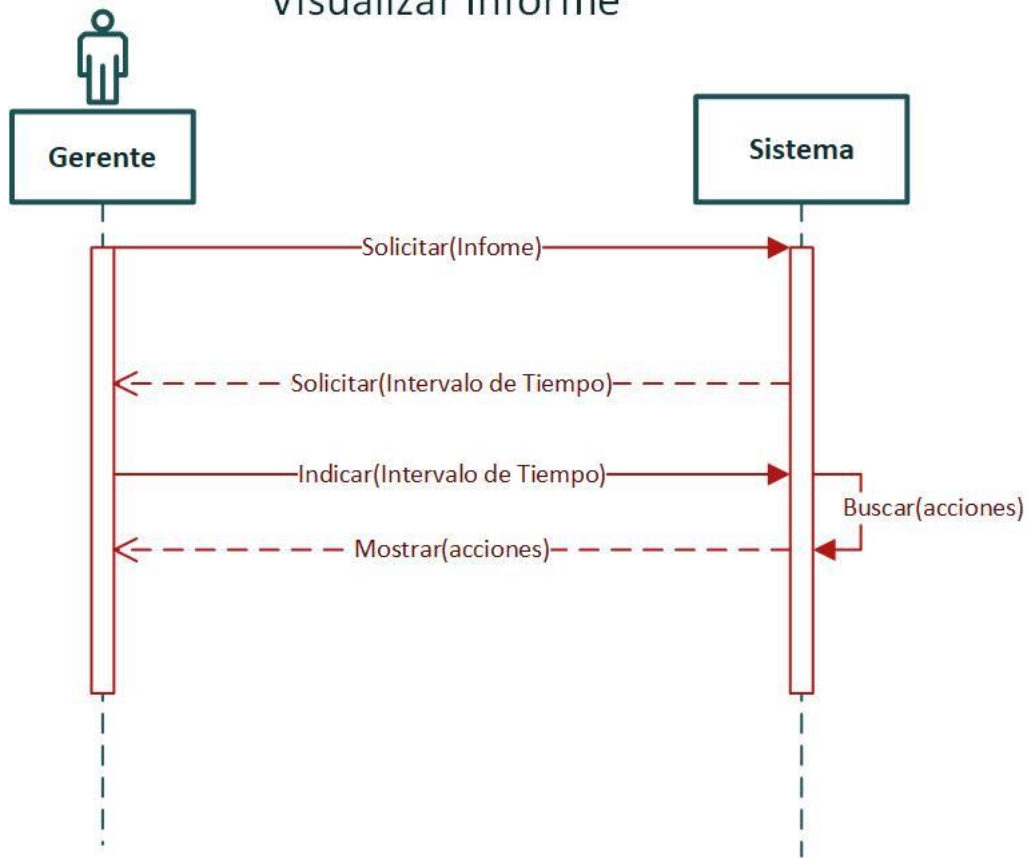 Visualizar Informe
Gerente
Sistema
Solicitar(Infome)
Solicitar(Intervalo de Tiempo)
Indicar(Intervalo de Tiempo)
Buscar(acciones)
Mostrar(acciones)